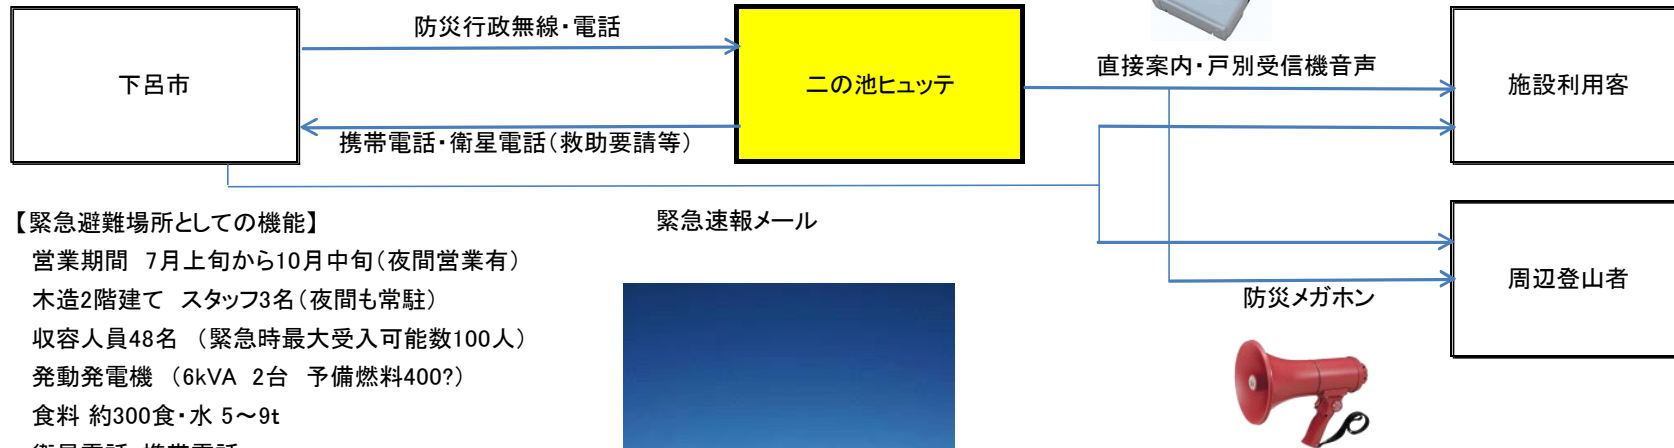 防災行政無線・電話
下呂市
二の池ヒュッテ
直接案内・戸別受信機音声
施設利用客
携帯電話・衛星電話(救助要請等)
【緊急避難場所としての機能】
緊急速報メール
営業期間 7月上旬から10月中旬(夜間営業有)
木造2階建て スタッフ3名(夜間も常駐)
収容人員48名 (緊急時最大受入可能数100人)
発動発電機 (6kVA 2台 予備燃料400?)
食料 約300食・水 5~9t
周辺登山者
防災メガホン